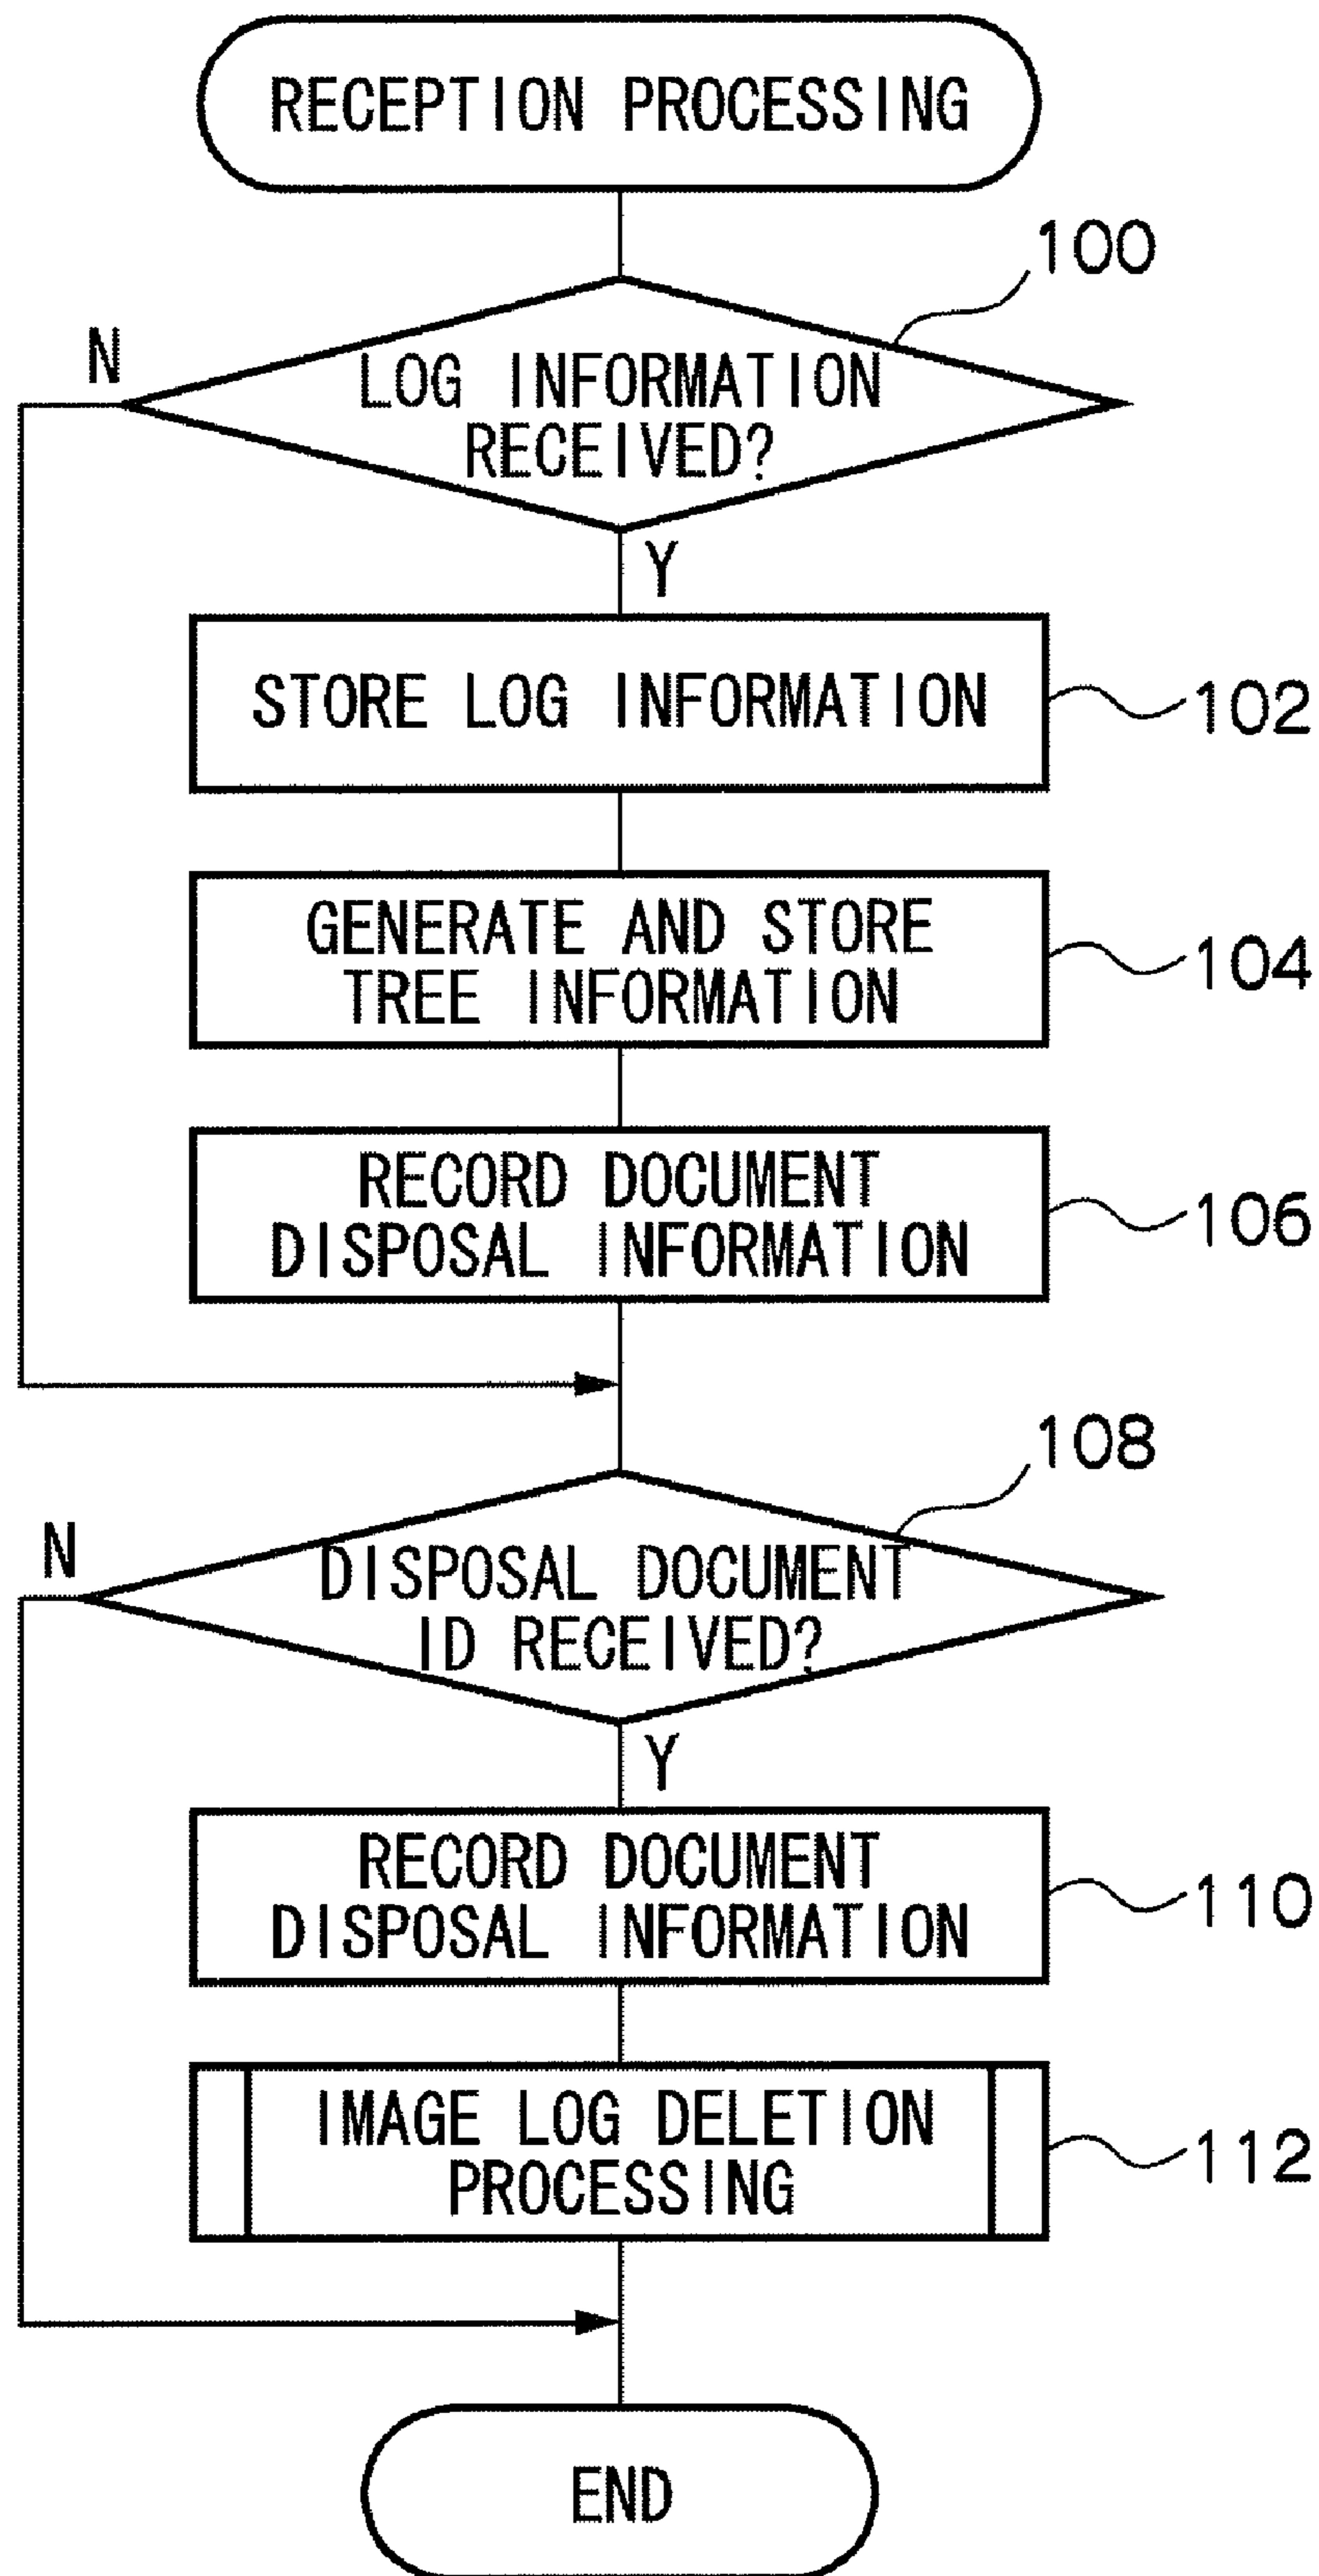 RECEPTION PROCESSING
100
N
LOG INFORMATION
RECEIVED?
Y
STORE LOG INFORMATION
102
GENERATE AND STORE
TREE INFORMATION
104
RECORD DOCUMENT
DISPOSAL INFORMATION
106
108
N
DISPOSAL DOCUMENT
ID RECEIVED?
Y
RECORD DOCUMENT
DISPOSAL INFORMATION
110
IMAGE LOG DELETION
PROCESSING
112
END